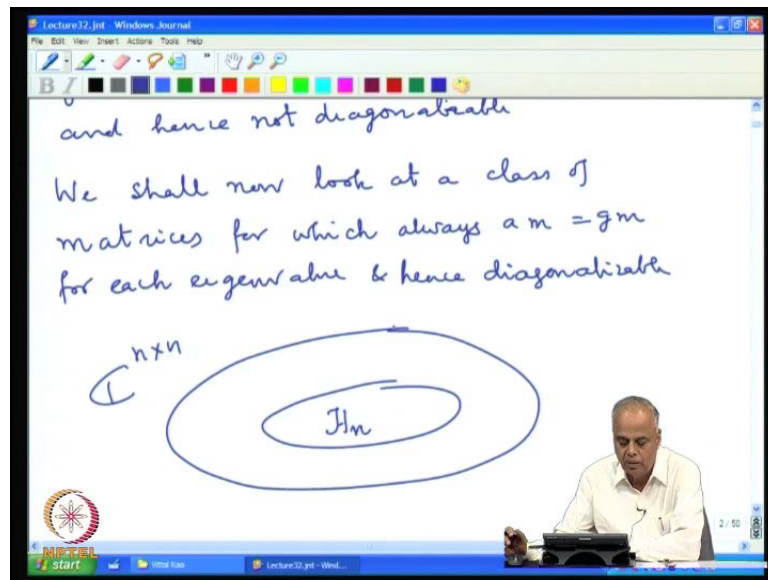 Lecture32.jnt - Windows Journal
File Edit View Insert Actions Tools Help
B I
and hence not diagonalizable
We shall now look at a class of
matrices for which always am = gm
for each eigenvalue & hence diagonalizable
ℂⁿˣⁿ
Hn
2 / 50
NPTEL
start Vittal Rao Lecture32.jnt - Wind...